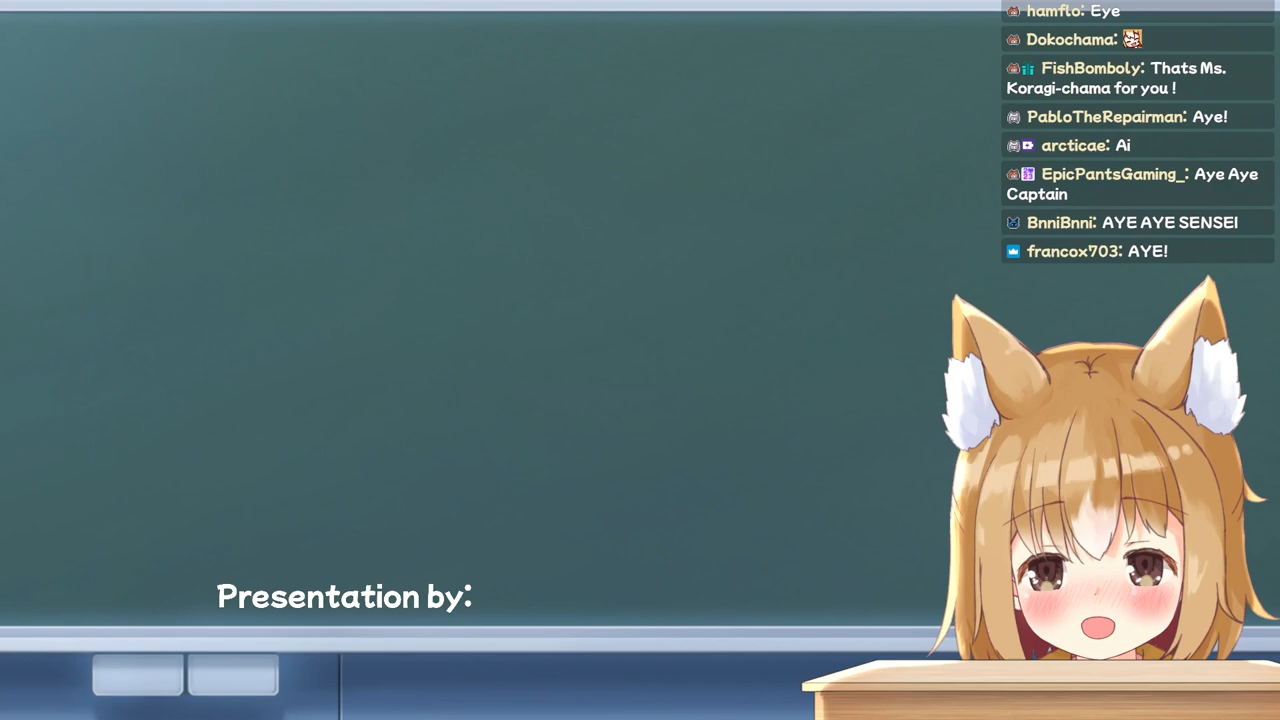 hamflo: Eye
Dokochama:
FishBomboly: Thats Ms.
Koragi-chama for you !
PabloTheRepairman: Aye!
arcticae: Ai
EpicPantsGaming_: Aye Aye
Captain
BnniBnni: AYE AYE SENSEI
francox703: AYE!
Presentation by: